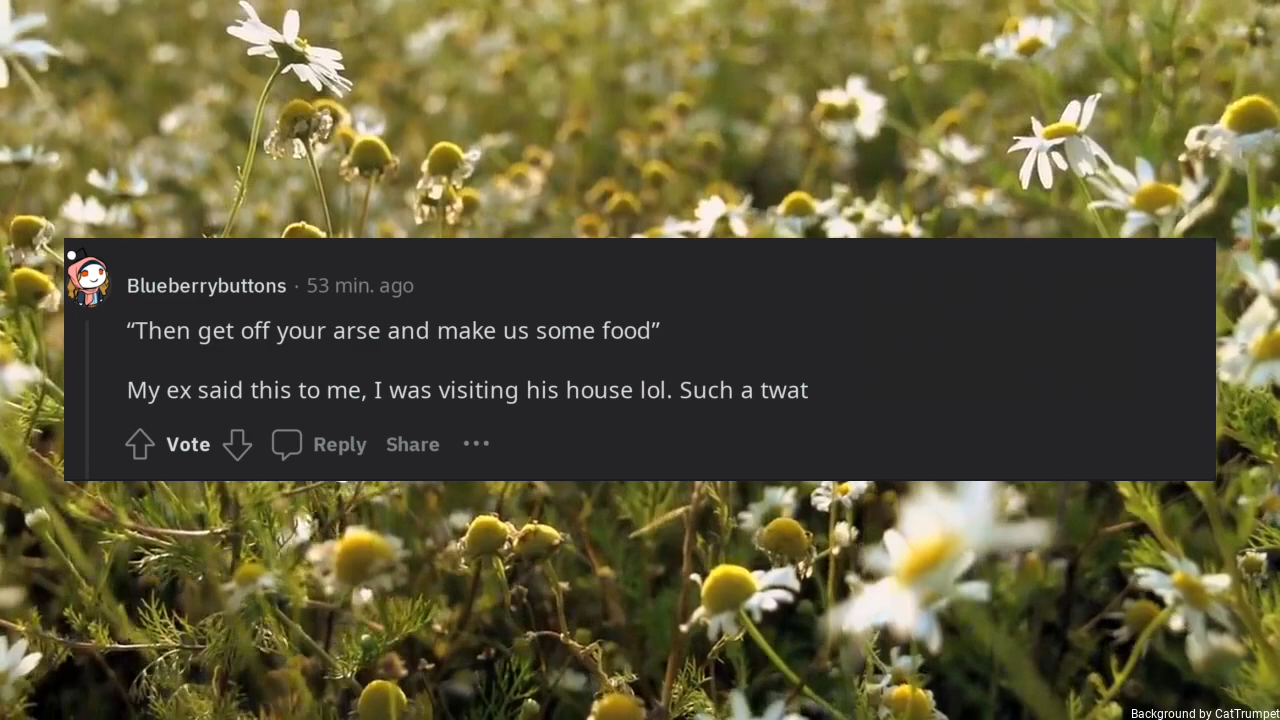 Blueberrybuttons · 53 min. ago
“Then get off your arse and make us some food”
My ex said this to me, I was visiting his house lol. Such a twat
Vote Reply Share ···
Background by CatTrumpet